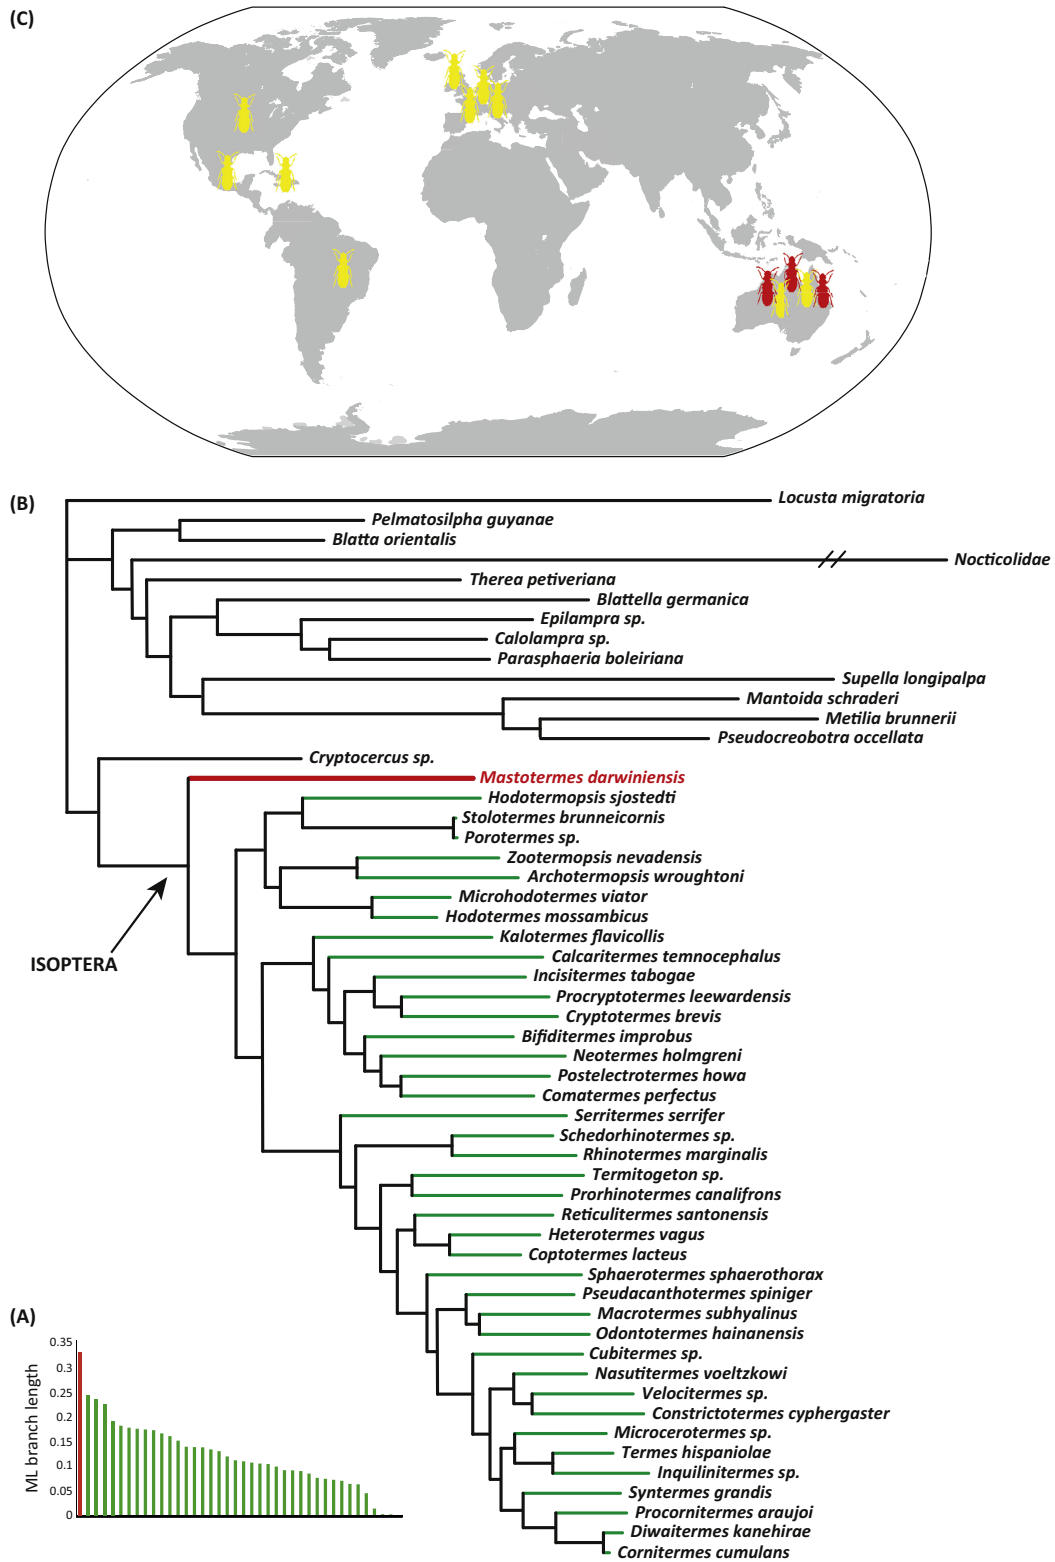 (C)
(B)
Locusta migratoria
Pelmatosilpha guyanae
Blatta orientalis
Nocticolidae
Therea petiveriana
Blattella germanica
Epilampra sp.
Calolampra sp.
Parasphaeria boleiriana
Supella longipalpa
Mantoida schraderi
Metilia brunnerii
Pseudocreobotra occellata
Cryptocercus sp.
Mastotermes darwiniensis
Hodotermopsis sjostedti
Stolotermes brunneicornis
Porotermes sp.
Zootermopsis nevadensis
Archotermopsis wroughtoni
Microhodotermes viator
Hodotermes mossambicus
Kalotermes flavicollis
ISOPTERA
Calcaritermes temnocephalus
Incisitermes tabogae
Procryptotermes leewardensis
Cryptotermes brevis
Bifiditermes improbus
Neotermes holmgreni
Postelectrotermes howa
Comatermes perfectus
Serritermes serrifer
Schedorhinotermes sp.
Rhinotermes marginalis
Termitogeton sp.
Prorhinotermes canalifrons
Reticulitermes santonensis
Heterotermes vagus
Coptotermes lacteus
Sphaerotermes sphaerothorax
Pseudacanthotermes spiniger
Macrotermes subhyalinus
Odontotermes hainanensis
Cubitermes sp.
Nasutitermes voeltzkowi
Velocitermes sp.
Constrictotermes cyphergaster
Microcerotermes sp.
Termes hispaniolae
Inquilinitermes sp.
Syntermes grandis
Procornitermes araujoi
Diwaitermes kanehirae
Cornitermes cumulans
(A)
ML branch length
0.35
0.3
0.25
0.2
0.15
0.1
0.05
0